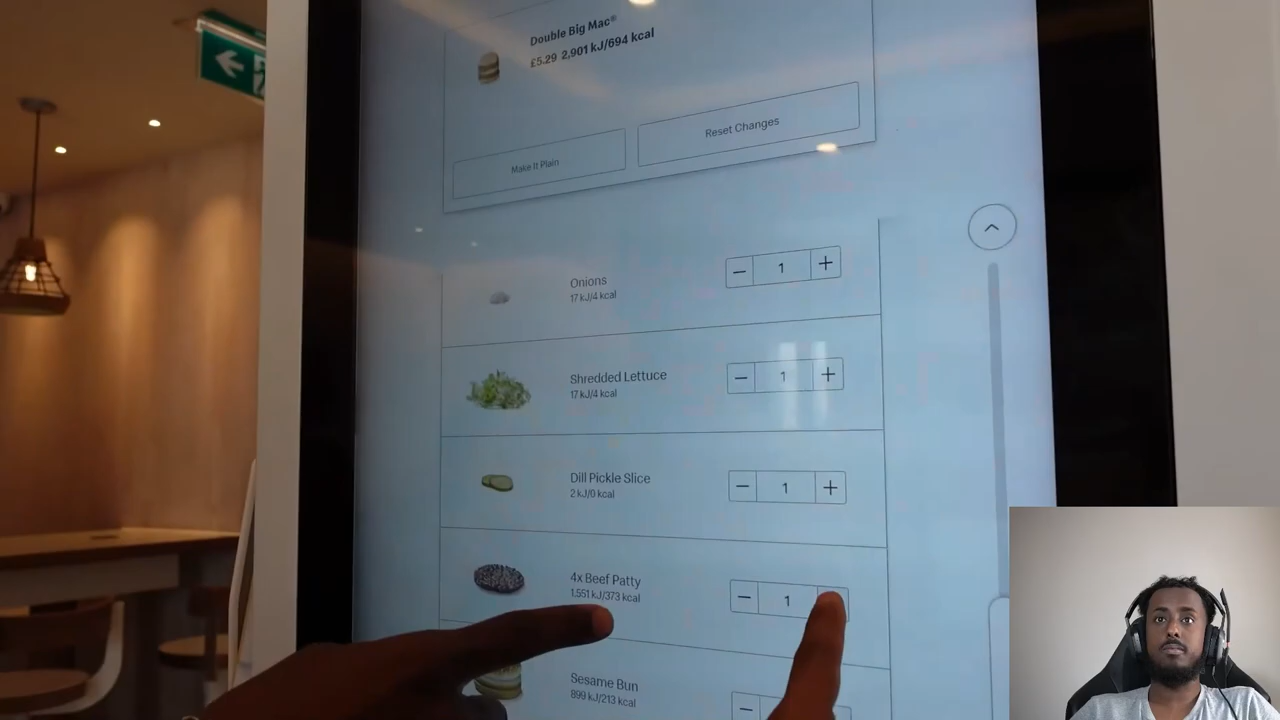 Double Big Mac®
£5.29 2,901 kJ/694 kcal
Make It Plain
Reset Changes
Onions
17 kJ/4 kcal
1
Shredded Lettuce
17 kJ/4 kcal
1
Dill Pickle Slice
2 kJ/0 kcal
1
4x Beef Patty
1,551 kJ/373 kcal
1
Sesame Bun
899 kJ/213 kcal